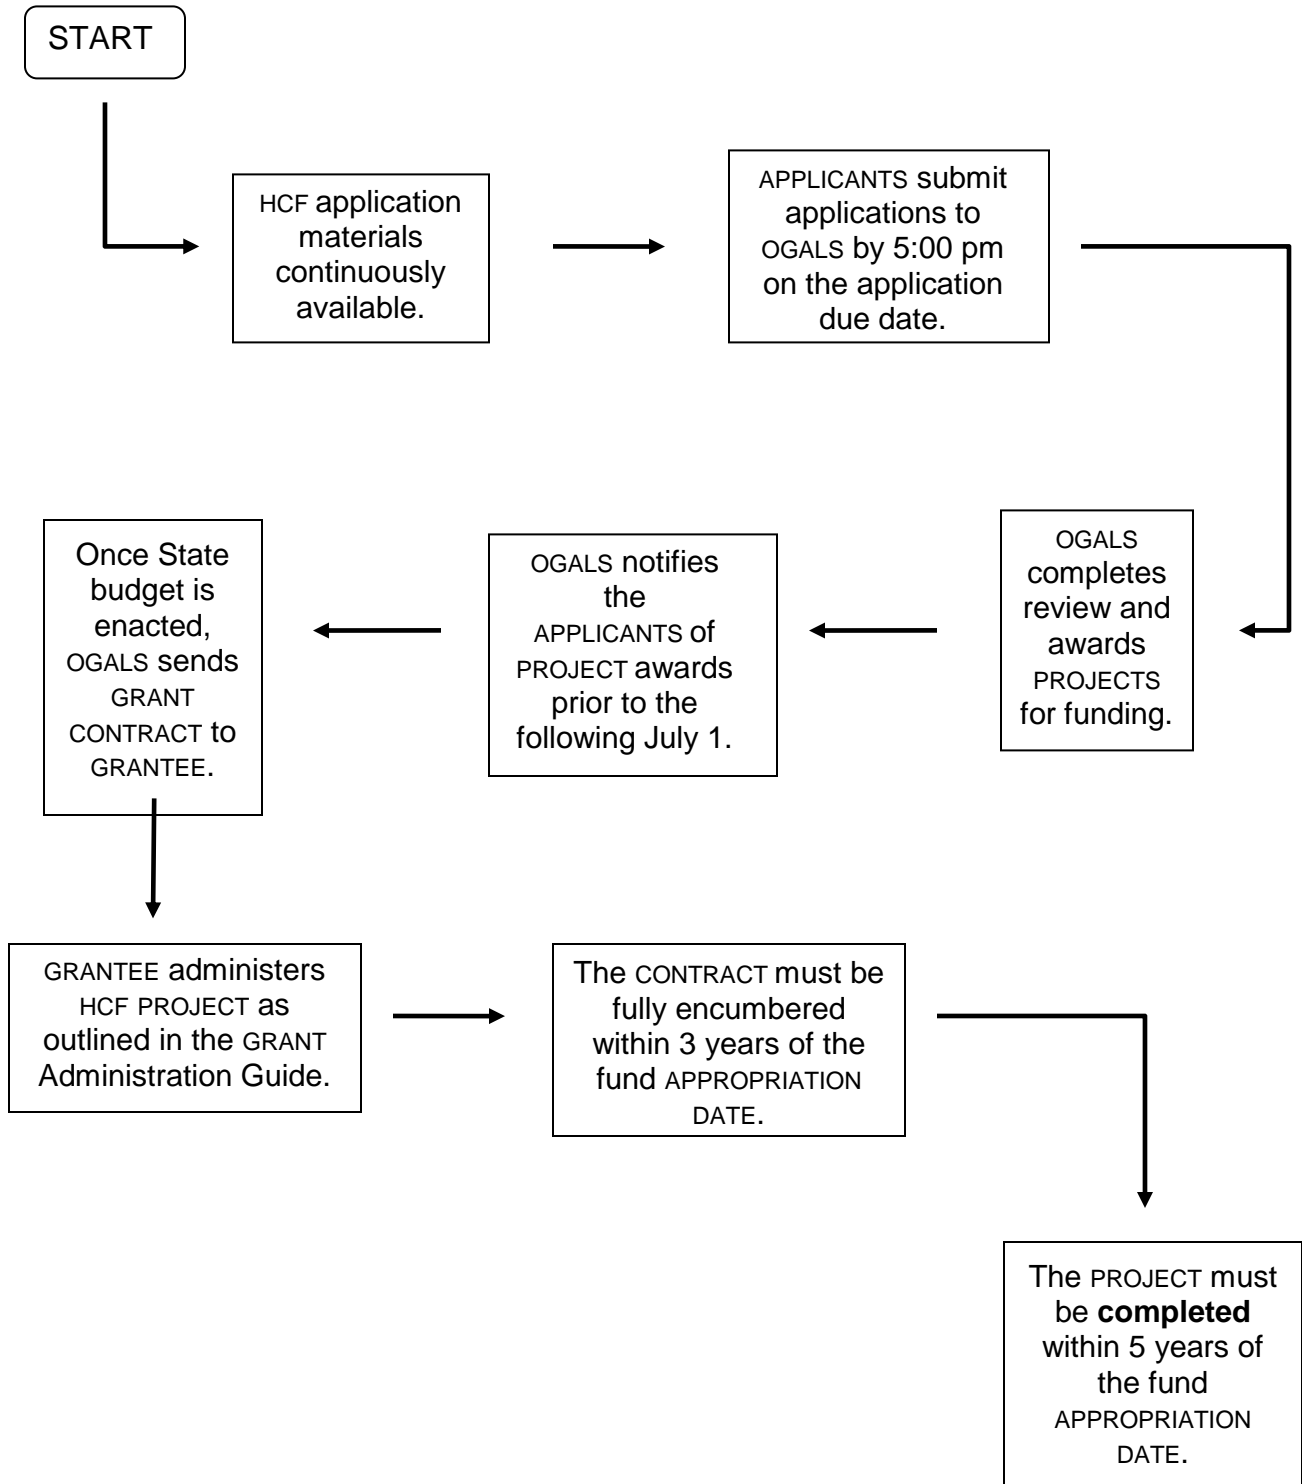 START
HCF application
materials
continuously
available.
APPLICANTS submit
applications to
OGALS by 5:00 pm
on the application
due date.
OGALS
completes
review and
awards
PROJECTS
for funding.
OGALS notifies
the
APPLICANTS of
PROJECT awards
prior to the
following July 1.
Once State
budget is
enacted,
OGALS sends
GRANT
CONTRACT to
GRANTEE.
GRANTEE administers
HCF PROJECT as
outlined in the GRANT
Administration Guide.
The CONTRACT must be
fully encumbered
within 3 years of the
fund APPROPRIATION
DATE.
The PROJECT must
be completed
within 5 years of
the fund
APPROPRIATION
DATE.